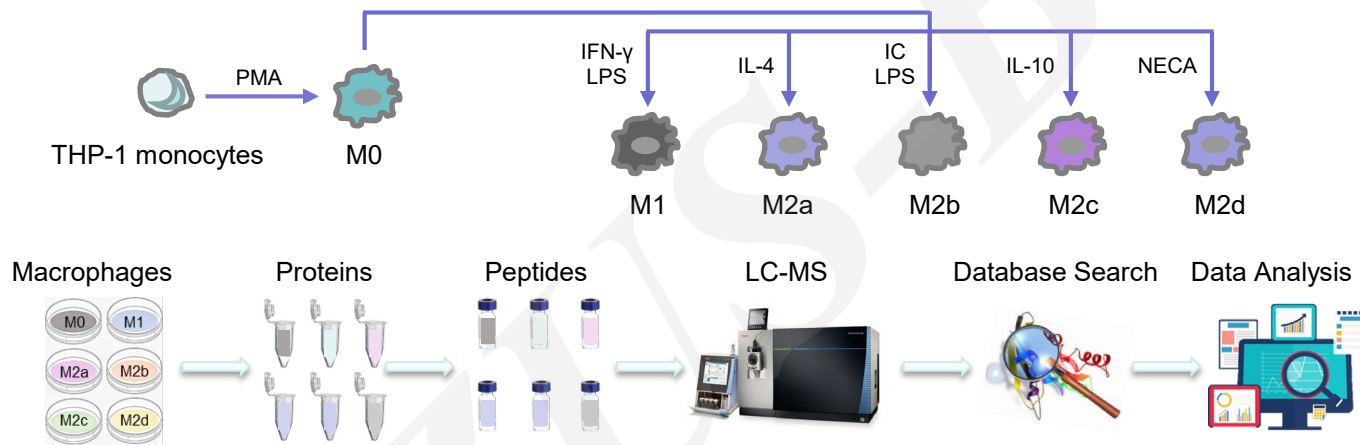 PMA
THP-1 monocytes
M0
IFN-γ
LPS
IL-4
IC
LPS
IL-10
NECA
M1
M2a
M2b
M2c
M2d
Macrophages
Proteins
Peptides
LC-MS
Database Search
Data Analysis
M0
M1
M2a
M2b
M2c
M2d